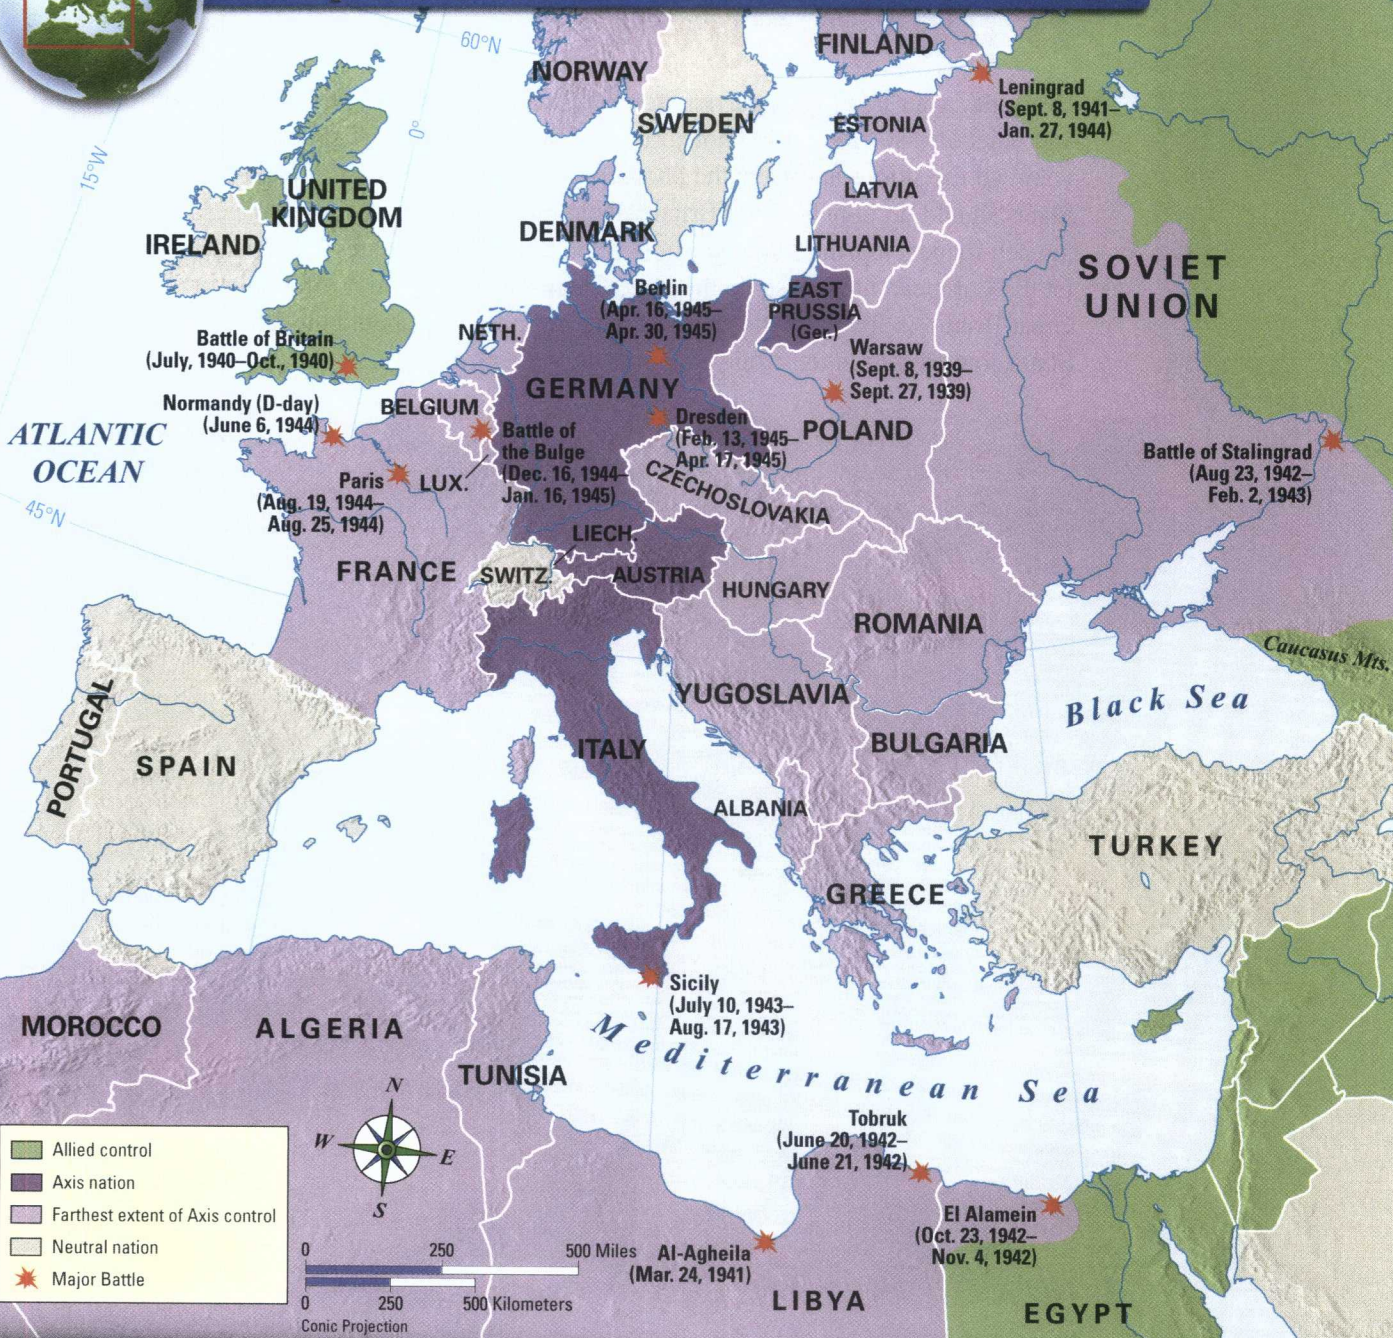 60°N
0°
15°W
45°N
NORWAY
SWEDEN
FINLAND
Leningrad
(Sept. 8, 1941–
Jan. 27, 1944)
ESTONIA
LATVIA
LITHUANIA
UNITED
KINGDOM
IRELAND
DENMARK
SOVIET
UNION
Berlin
(Apr. 16, 1945–
Apr. 30, 1945)
EAST
PRUSSIA
(Ger.)
Battle of Britain
(July, 1940–Oct., 1940)
NETH.
Warsaw
(Sept. 8, 1939–
Sept. 27, 1939)
GERMANY
Normandy (D-day)
(June 6, 1944)
BELGIUM
Dresden
(Feb. 13, 1945–
Apr. 17, 1945)
POLAND
ATLANTIC
OCEAN
Battle of
the Bulge
(Dec. 16, 1944–
Jan. 16, 1945)
Battle of Stalingrad
(Aug 23, 1942–
Feb. 2, 1943)
Paris
(Aug. 19, 1944–
Aug. 25, 1944)
LUX.
CZECHOSLOVAKIA
LIECH.
FRANCE
SWITZ.
AUSTRIA
HUNGARY
ROMANIA
Caucasus Mts.
YUGOSLAVIA
Black Sea
PORTUGAL
SPAIN
ITALY
BULGARIA
ALBANIA
TURKEY
GREECE
Sicily
(July 10, 1943–
Aug. 17, 1943)
MOROCCO
ALGERIA
TUNISIA
Mediterranean Sea
Tobruk
(June 20, 1942–
June 21, 1942)
El Alamein
(Oct. 23, 1942–
Nov. 4, 1942)
Al-Agheila
(Mar. 24, 1941)
LIBYA
EGYPT
N
W
E
S
Allied control
Axis nation
Farthest extent of Axis control
Neutral nation
Major Battle
0 250 500 Miles
0 250 500 Kilometers
Conic Projection